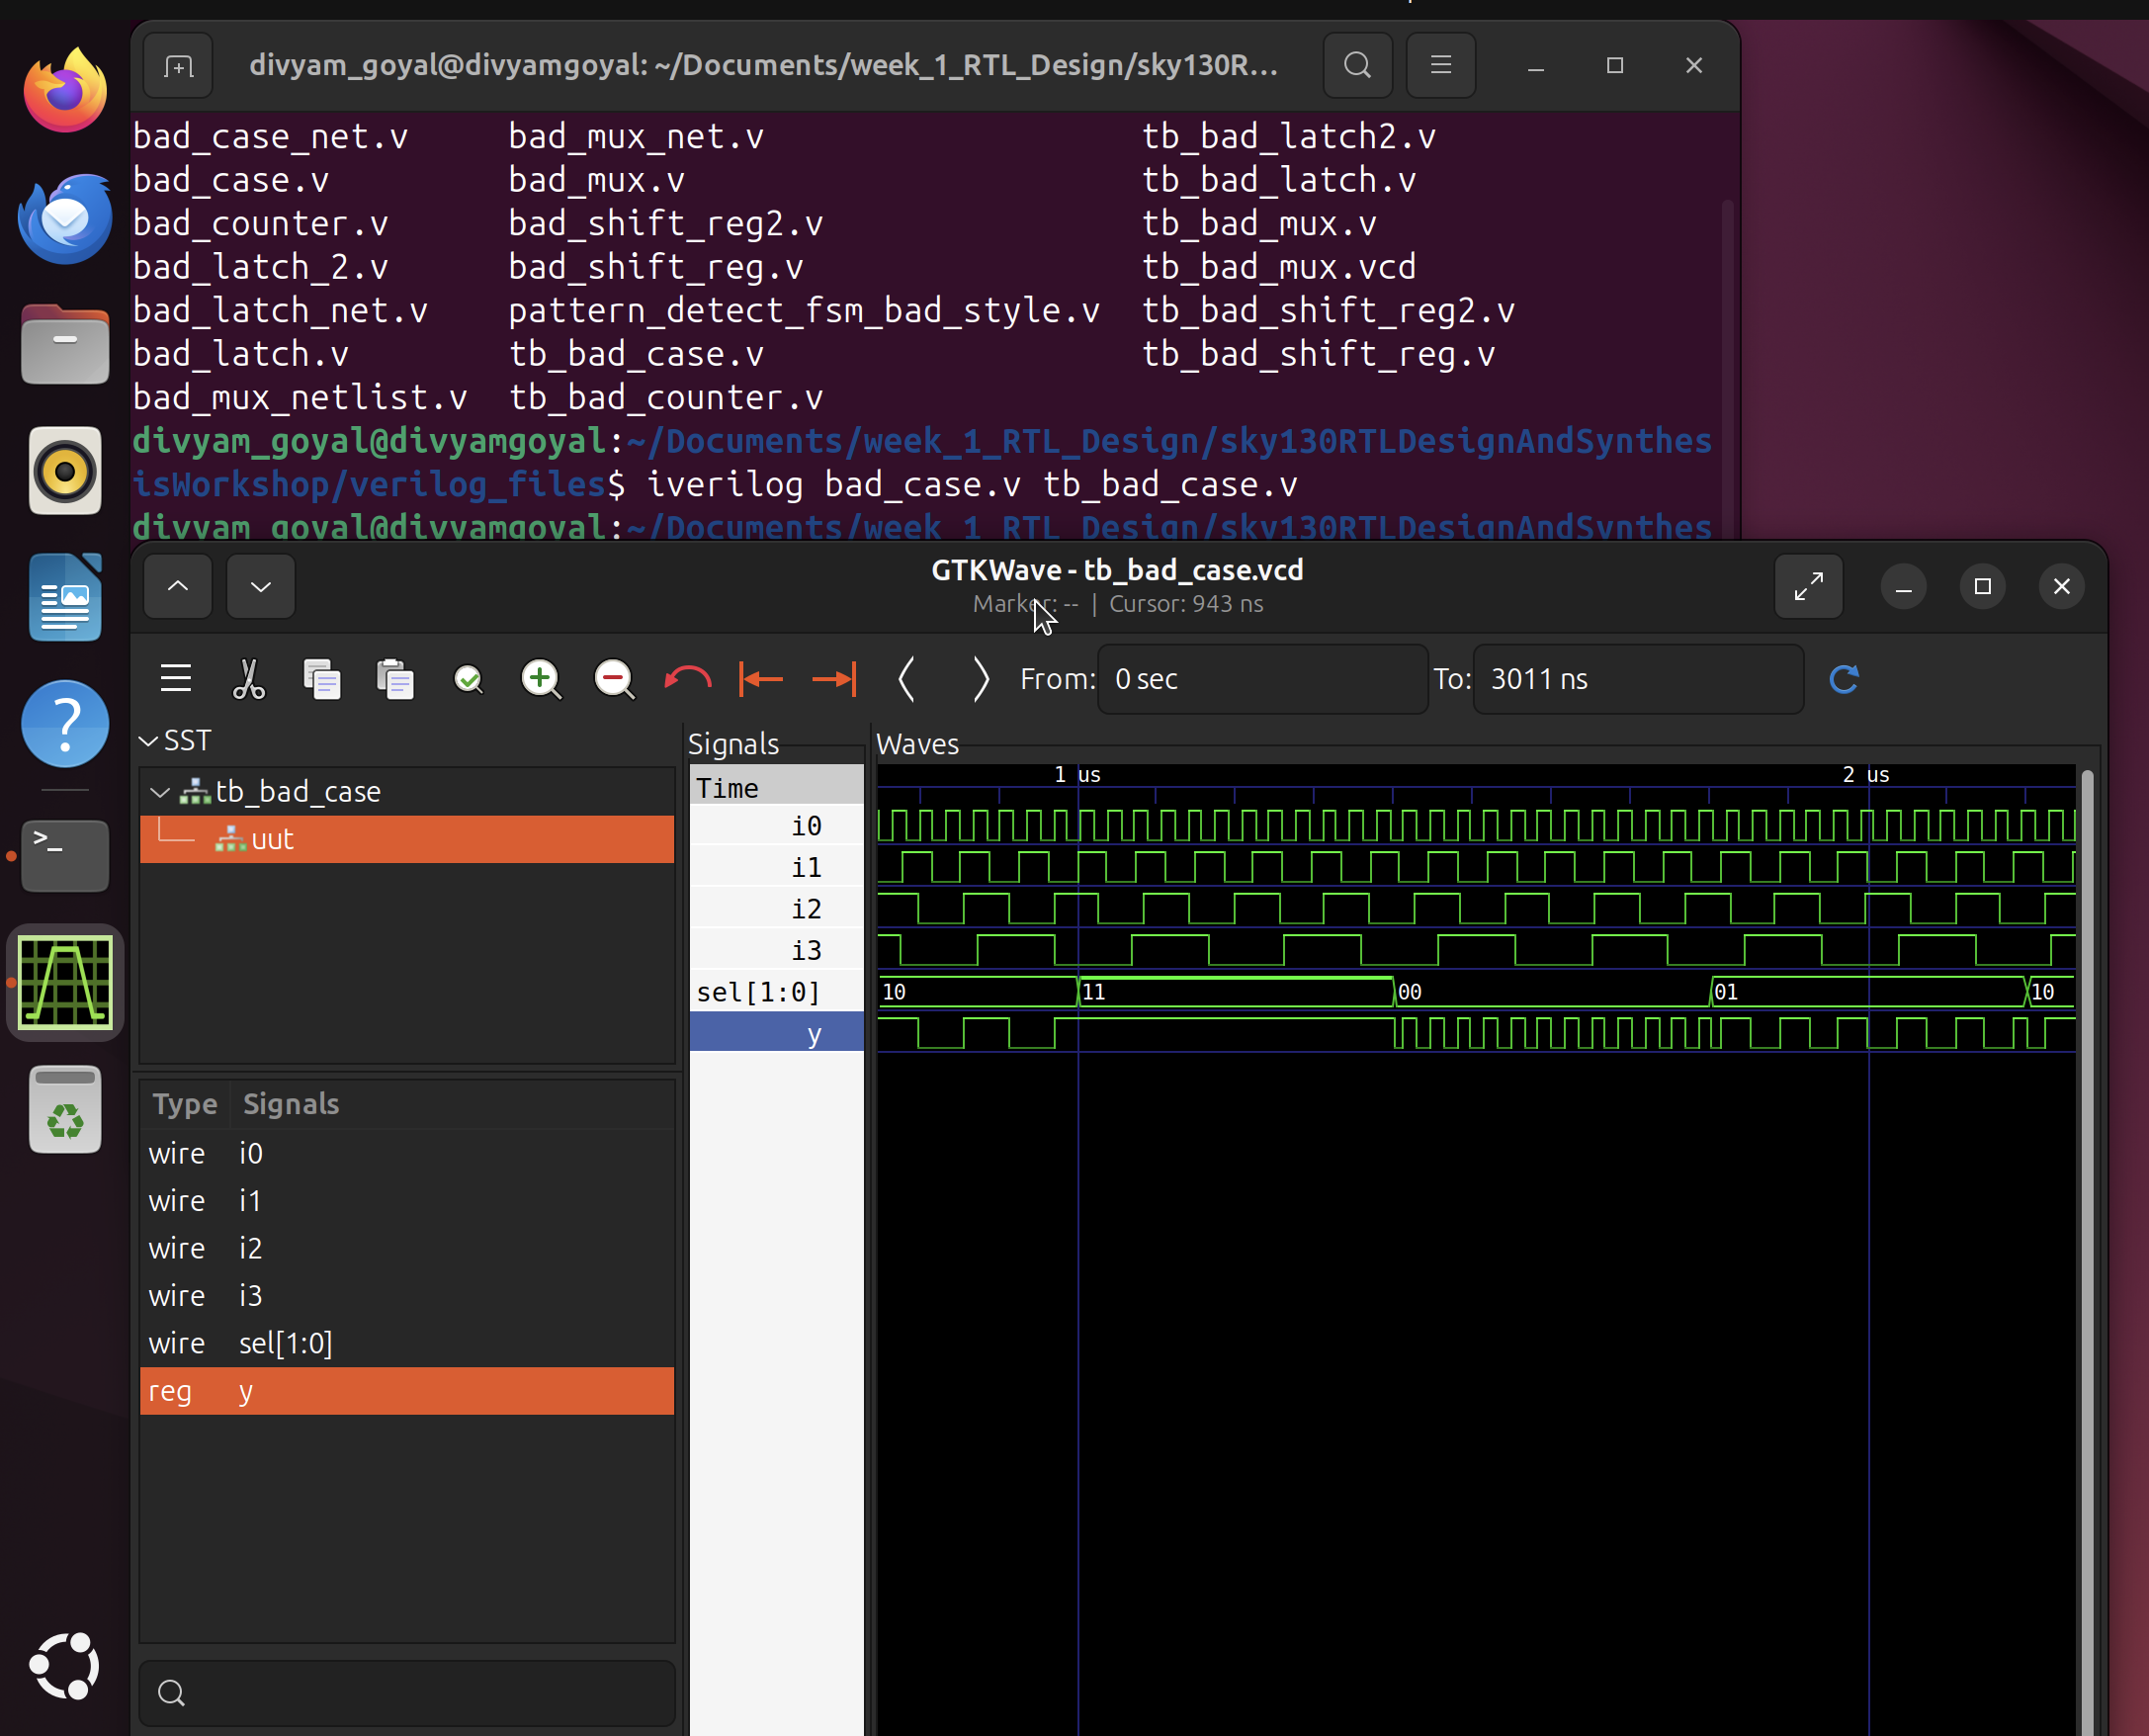 divyam_goyal@divyamgoyal: ~/Documents/week_1_RTL_Design/sky130R...
bad_case_net.v bad_mux_net.v tb_bad_latch2.v
bad_case.v bad_mux.v tb_bad_latch.v
bad_counter.v bad_shift_reg2.v tb_bad_mux.v
bad_latch_2.v bad_shift_reg.v tb_bad_mux.vcd
bad_latch_net.v pattern_detect_fsm_bad_style.v tb_bad_shift_reg2.v
bad_latch.v tb_bad_case.v tb_bad_shift_reg.v
bad_mux_netlist.v tb_bad_counter.v
divyam_goyal@divyamgoyal:~/Documents/week_1_RTL_Design/sky130RTLDesignAndSynthes
isWorkshop/verilog_files$ iverilog bad_case.v tb_bad_case.v
divyam_goyal@divyamgoyal:~/Documents/week_1_RTL_Design/sky130RTLDesignAndSynthes
GTKWave - tb_bad_case.vcd
Marker: -- | Cursor: 943 ns
From: 0 sec To: 3011 ns
SST
tb_bad_case
uut
Type Signals
wire i0
wire i1
wire i2
wire i3
wire sel[1:0]
reg y
Signals
Time
i0
i1
i2
i3
sel[1:0]
y
Waves
1 us 2 us
10 11 00 01 10